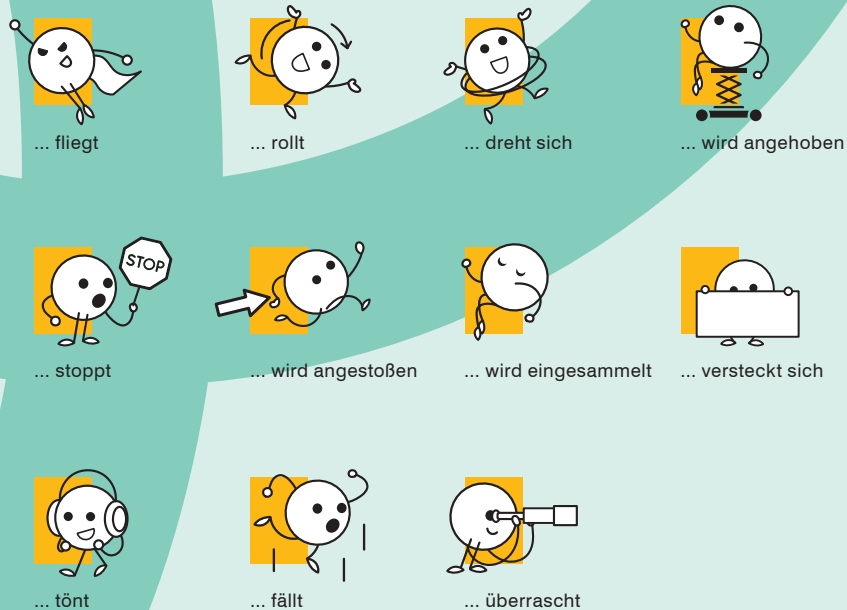 ... fliegt
... rollt
... dreht sich
... wird angehoben
STOP
... stoppt
... wird angestoßen
... wird eingesammelt
... versteckt sich
... tönt
... fällt
... überrascht